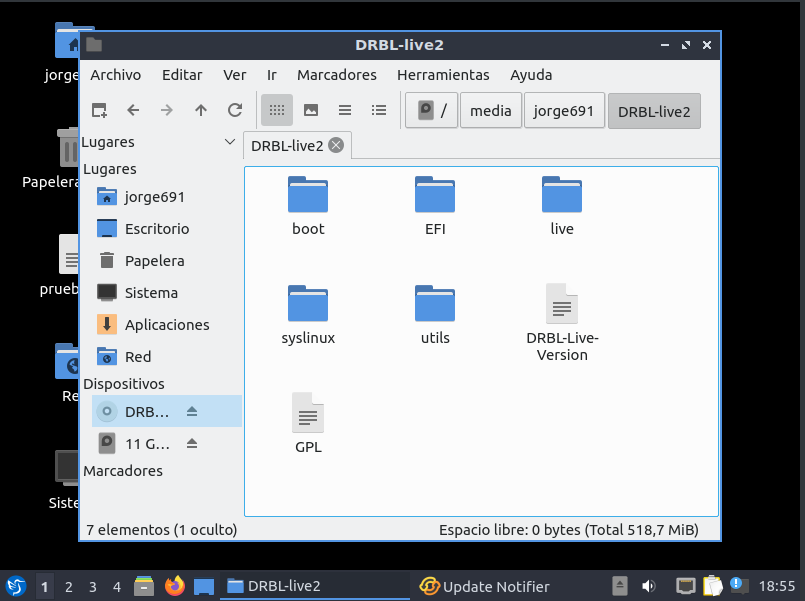 DRBL-live2
Archivo Editar Ver Ir Marcadores Herramientas Ayuda
/ media jorge691 DRBL-live2
Lugares
DRBL-live2
Lugares
jorge691
Escritorio
Papelera
Sistema
Aplicaciones
Red
Dispositivos
DRBL...
11 G...
Marcadores
boot EFI live
syslinux utils DRBL-Live-
Version
GPL
7 elementos (1 oculto) Espacio libre: 0 bytes (Total 518,7 MiB)
jorge
Papelera
prueb
Re
Siste
1 2 3 4 DRBL-live2 Update Notifier 18:55